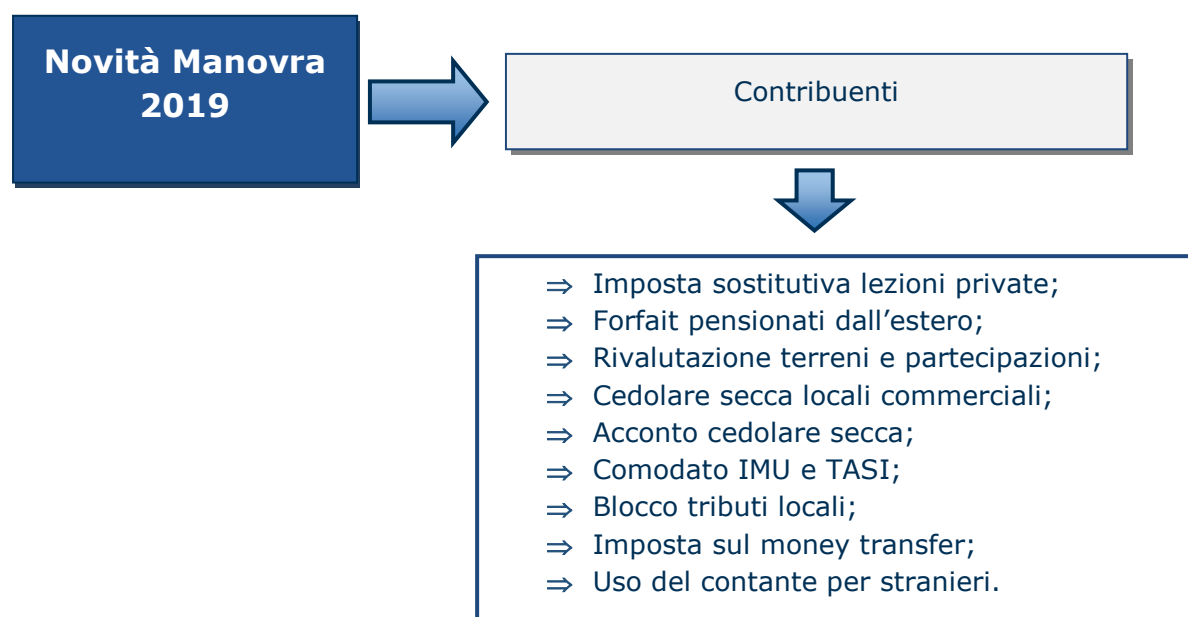 Novità Manovra
2019
Contribuenti
⇒ Imposta sostitutiva lezioni private;
⇒ Forfait pensionati dall’estero;
⇒ Rivalutazione terreni e partecipazioni;
⇒ Cedolare secca locali commerciali;
⇒ Acconto cedolare secca;
⇒ Comodato IMU e TASI;
⇒ Blocco tributi locali;
⇒ Imposta sul money transfer;
⇒ Uso del contante per stranieri.